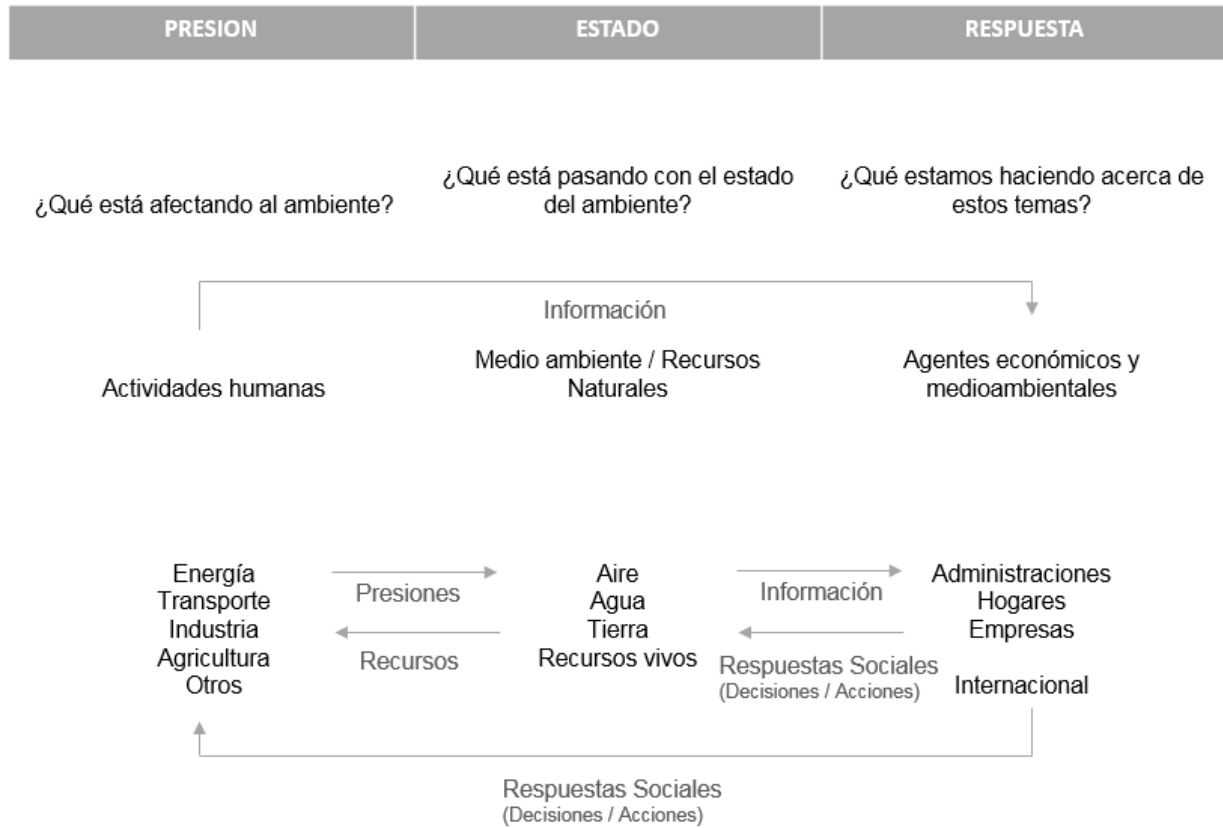 PRESION
ESTADO
RESPUESTA
¿Qué está afectando al ambiente?
¿Qué está pasando con el estado
del ambiente?
¿Qué estamos haciendo acerca de
estos temas?
Información
Actividades humanas
Medio ambiente / Recursos
Naturales
Agentes económicos y
medioambientales
Energía
Transporte
Industria
Agricultura
Otros
Presiones
Recursos
Aire
Agua
Tierra
Recursos vivos
Información
Respuestas Sociales
(Decisiones / Acciones)
Administraciones
Hogares
Empresas
Internacional
Respuestas Sociales
(Decisiones / Acciones)